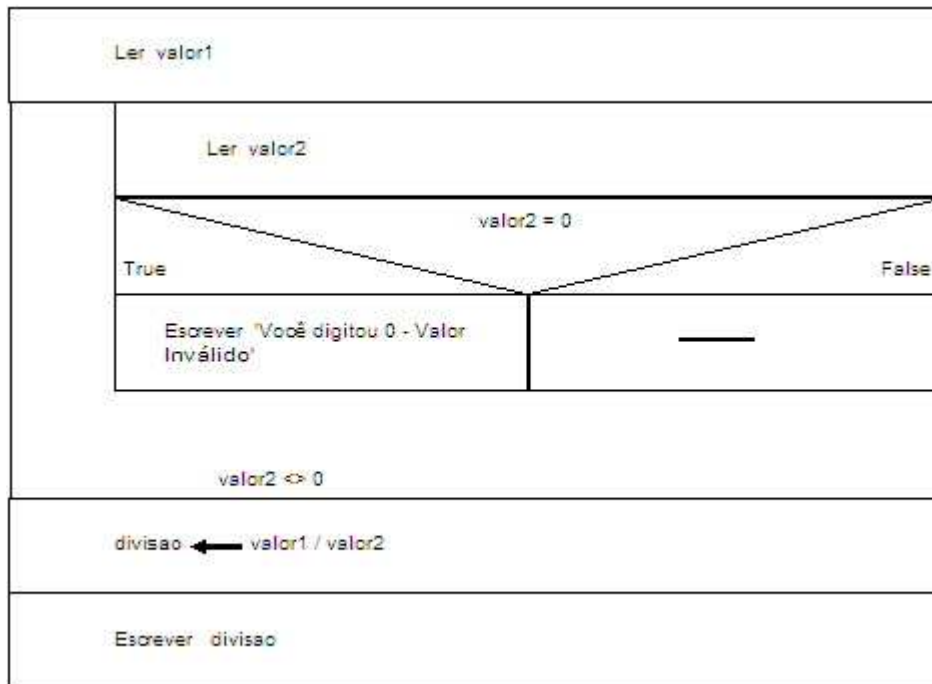 Ler valor1
Ler valor2
valor2 = 0
True
False
Escrever 'Você digitou 0 - Valor
Inválido'
valor2 <> 0
divisao ← valor1 / valor2
Escrever divisao